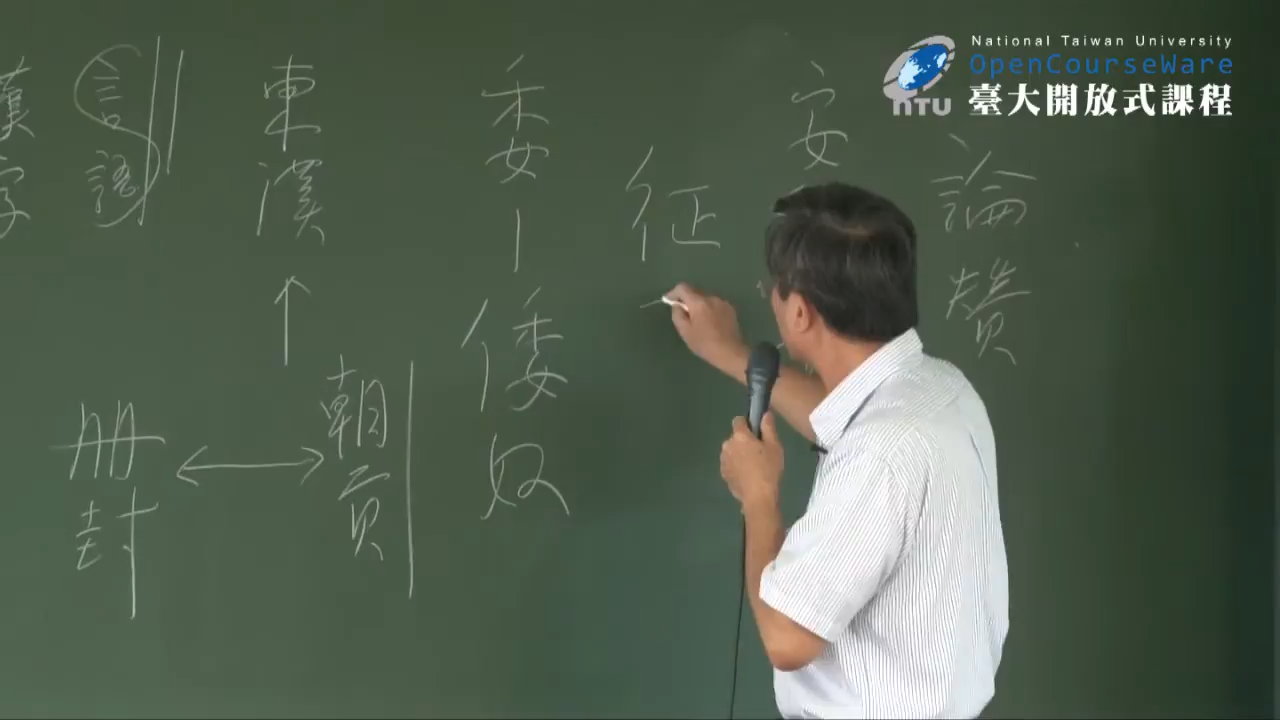 National Taiwan University
OpenCourseWare
NTU
臺大開放式課程
論贊
安
征
委-倭奴
東漢
朝貢
言語
冊封
漢字